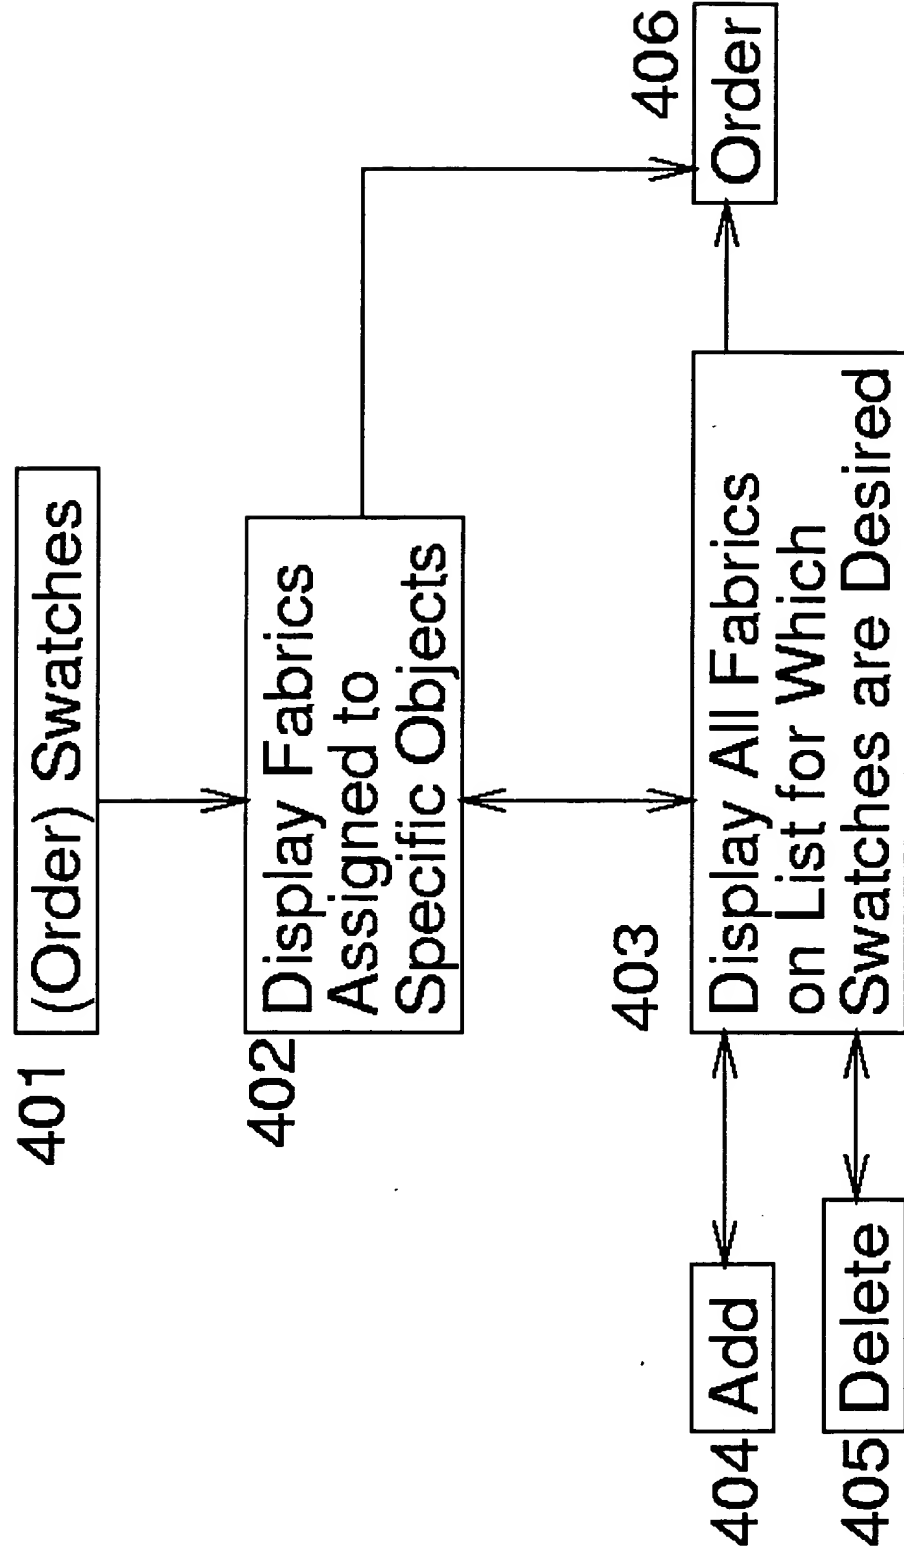 401
(Order) Swatches
402
Display Fabrics
Assigned to
Specific Objects
403
Display All Fabrics
on List for Which
Swatches are Desired
404
Add
405
Delete
406
Order